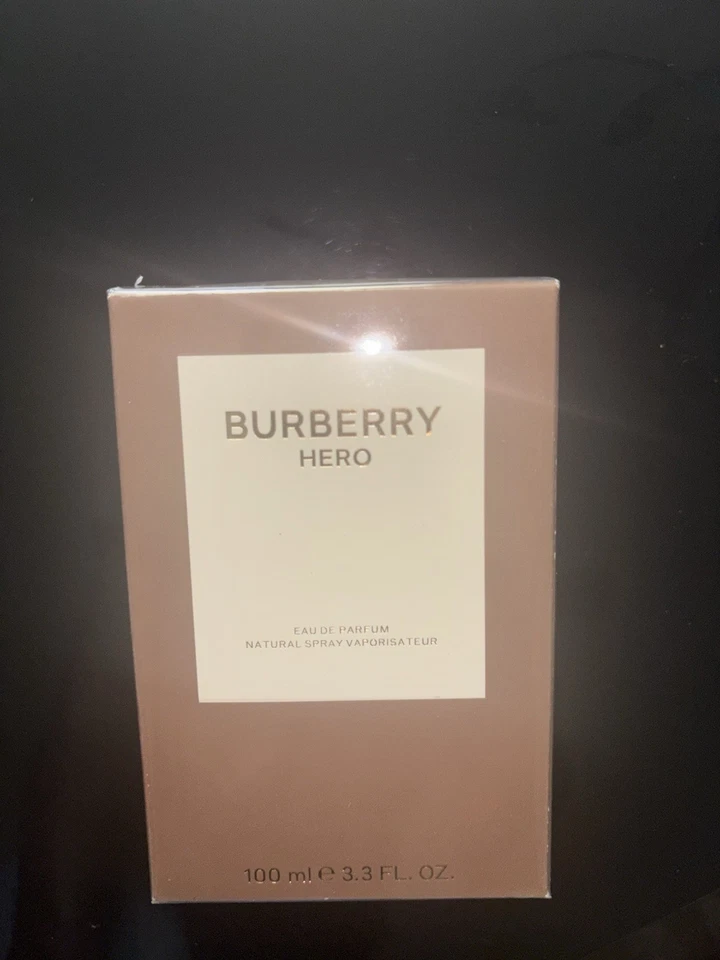 BURBERRY
HERO
EAU DE PARFUM
NATURAL SPRAY VAPORISATEUR
100 ml ℮ 3.3 FL. OZ.